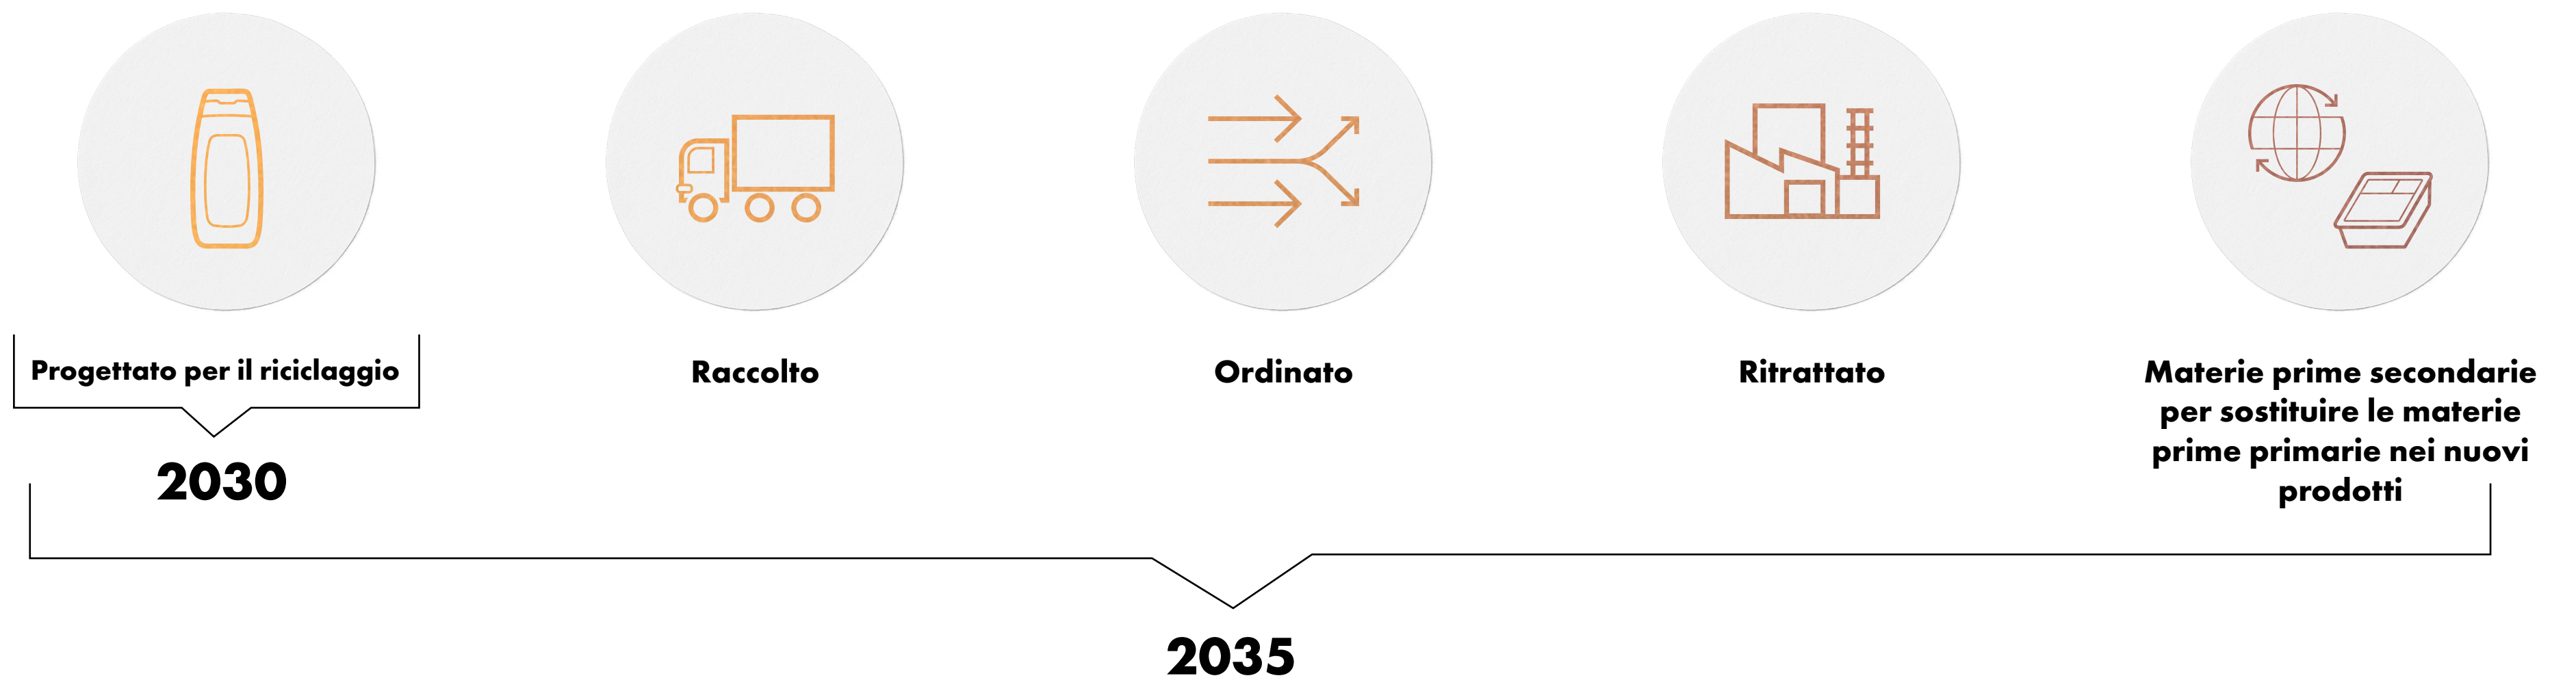 Progettato per il riciclaggio
Raccolto
Ordinato
Ritrattato
Materie prime secondarie
per sostituire le materie
prime primarie nei nuovi
prodotti
2030
2035